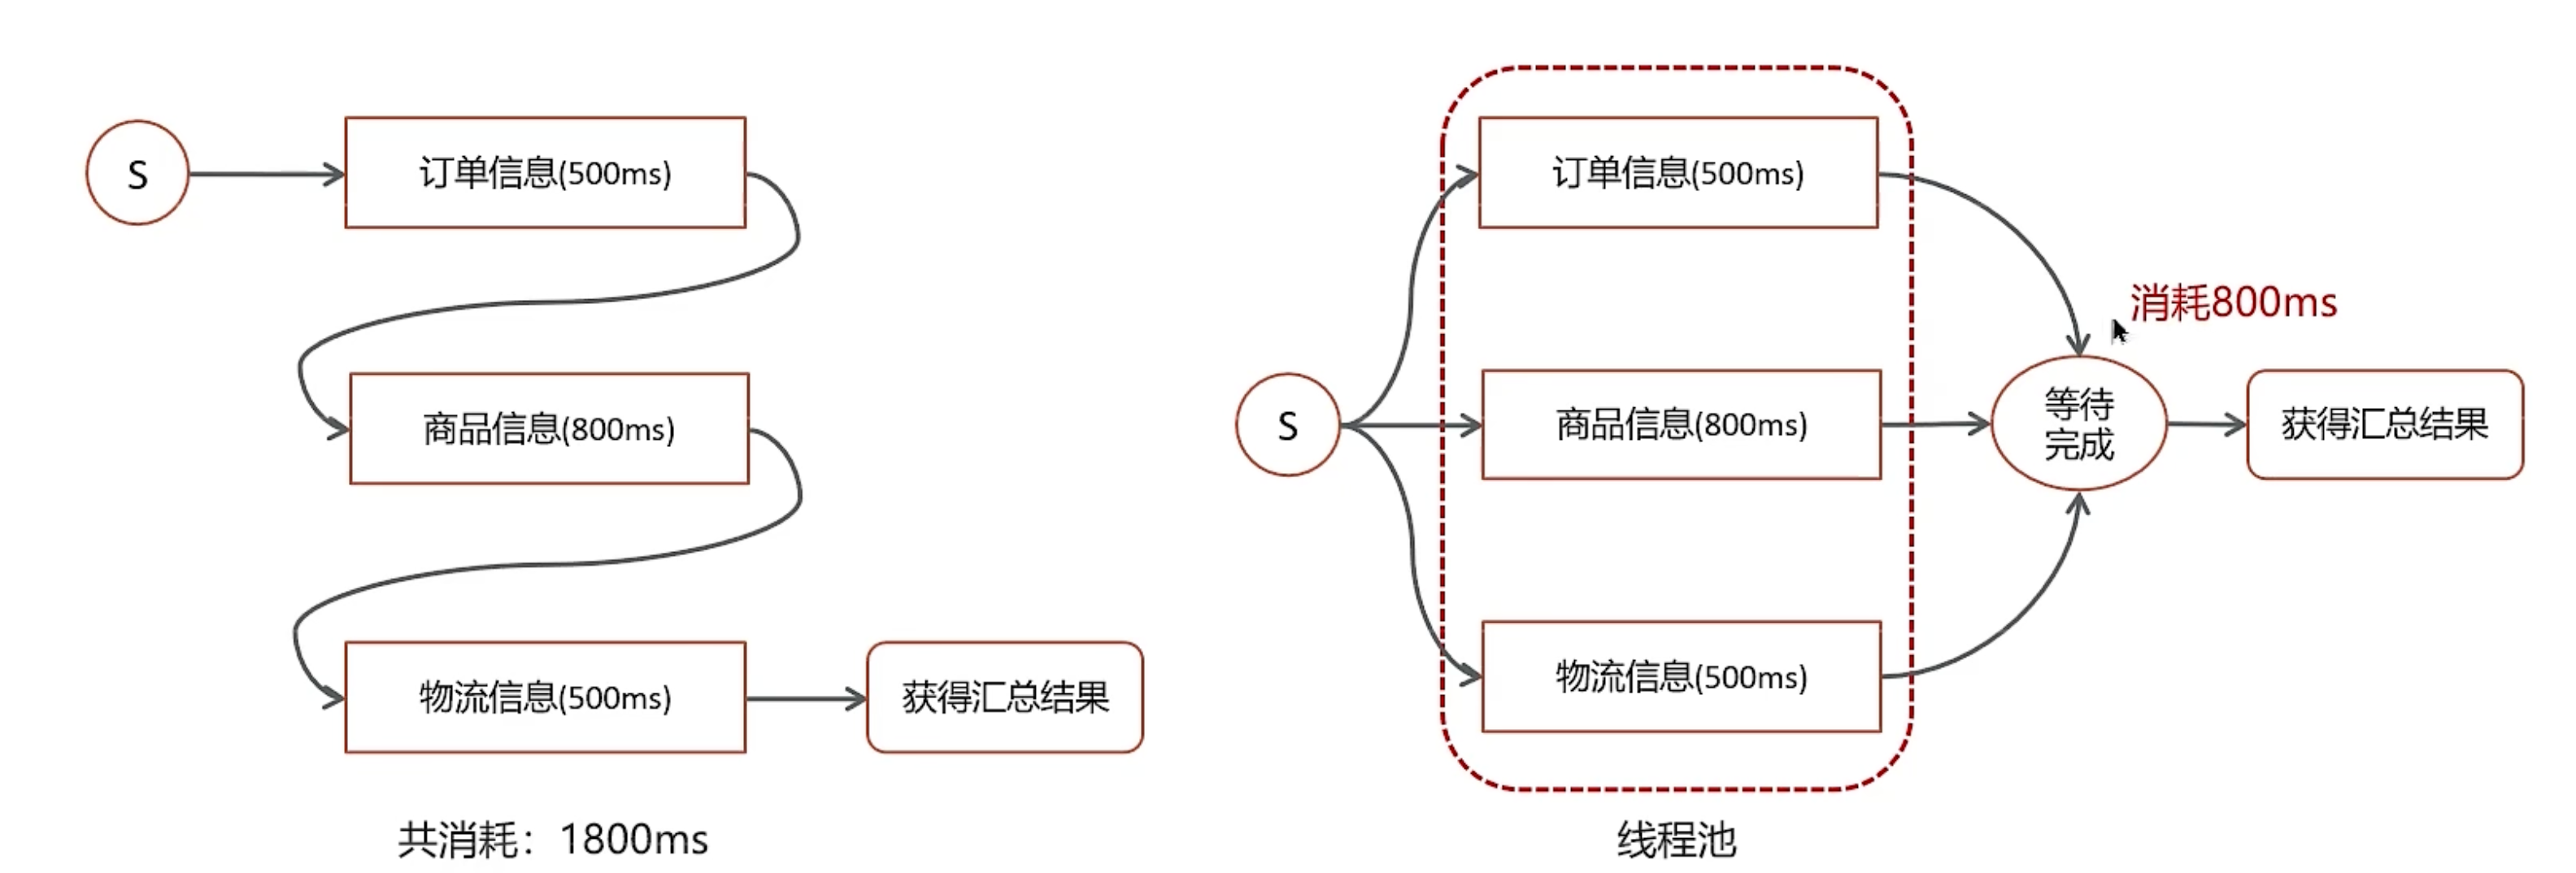 S
订单信息(500ms)
商品信息(800ms)
物流信息(500ms)
获得汇总结果
共消耗：1800ms
S
订单信息(500ms)
商品信息(800ms)
物流信息(500ms)
消耗800ms
等待
完成
获得汇总结果
线程池